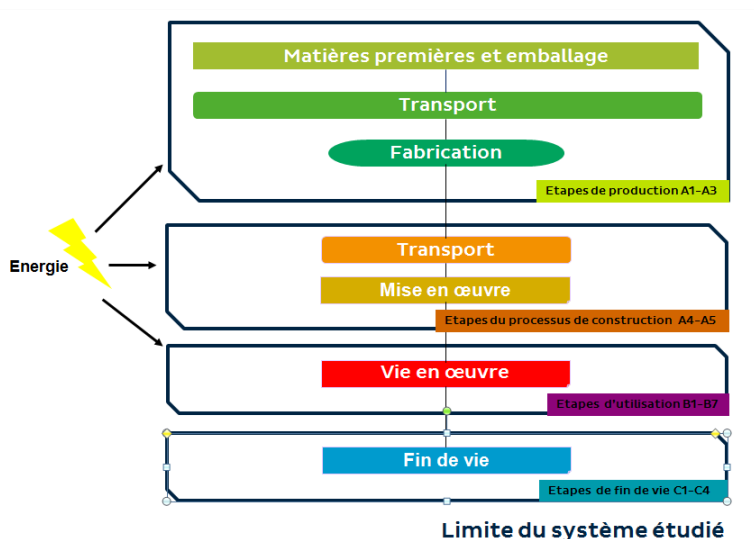 Matières premières et emballage
Transport
Fabrication
Etapes de production A1-A3
Energie
Transport
Mise en œuvre
Etapes du processus de construction A4-A5
Vie en œuvre
Etapes d'utilisation B1-B7
Fin de vie
Etapes de fin de vie C1-C4
Limite du système étudié